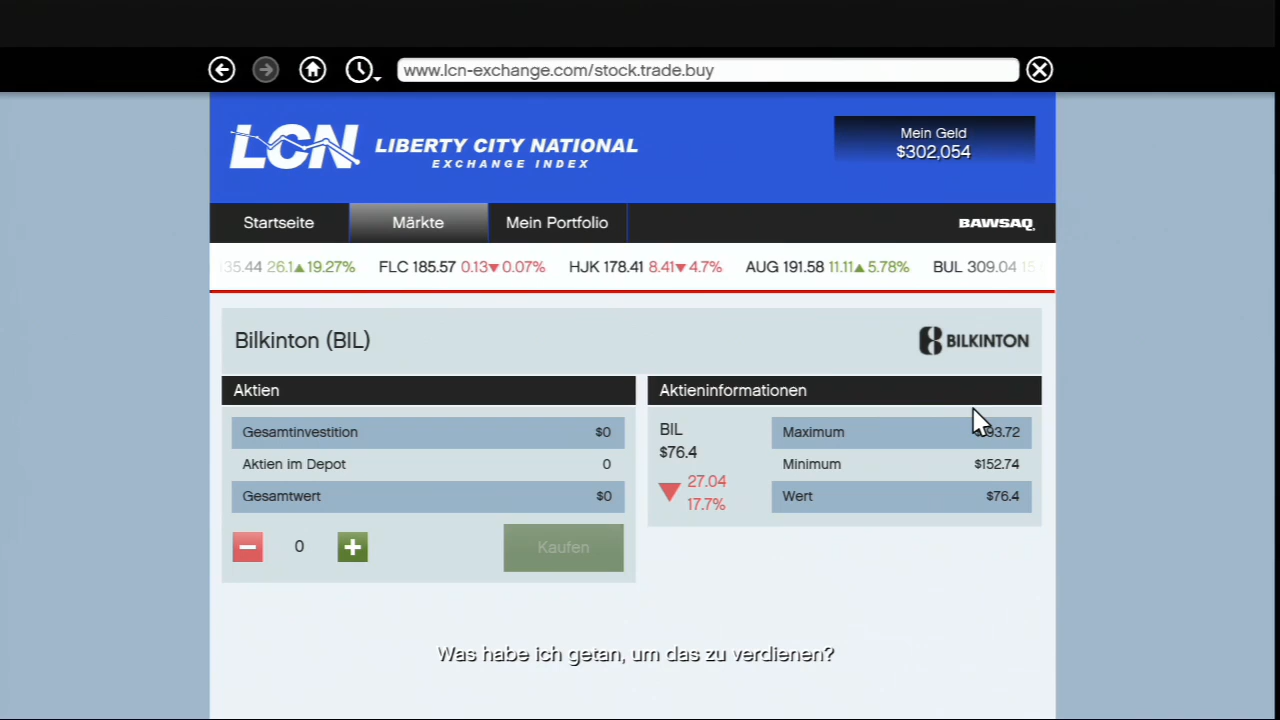 www.lcn-exchange.com/stock.trade.buy
LCN LIBERTY CITY NATIONAL
EXCHANGE INDEX
Mein Geld
$302,054
Startseite Märkte Mein Portfolio BAWSAQ
35.44 26.1 19.27% FLC 185.57 0.13 0.07% HJK 178.41 8.41 4.7% AUG 191.58 11.11 5.78% BUL 309.04
Bilkinton (BIL) BILKINTON
Aktien
Gesamtinvestition $0
Aktien im Depot 0
Gesamtwert $0
0 Kaufen
Aktieninformationen
BIL
$76.4
27.04
17.7%
Maximum
Minimum $152.74
Wert $76.4
Was habe ich getan, um das zu verdienen?